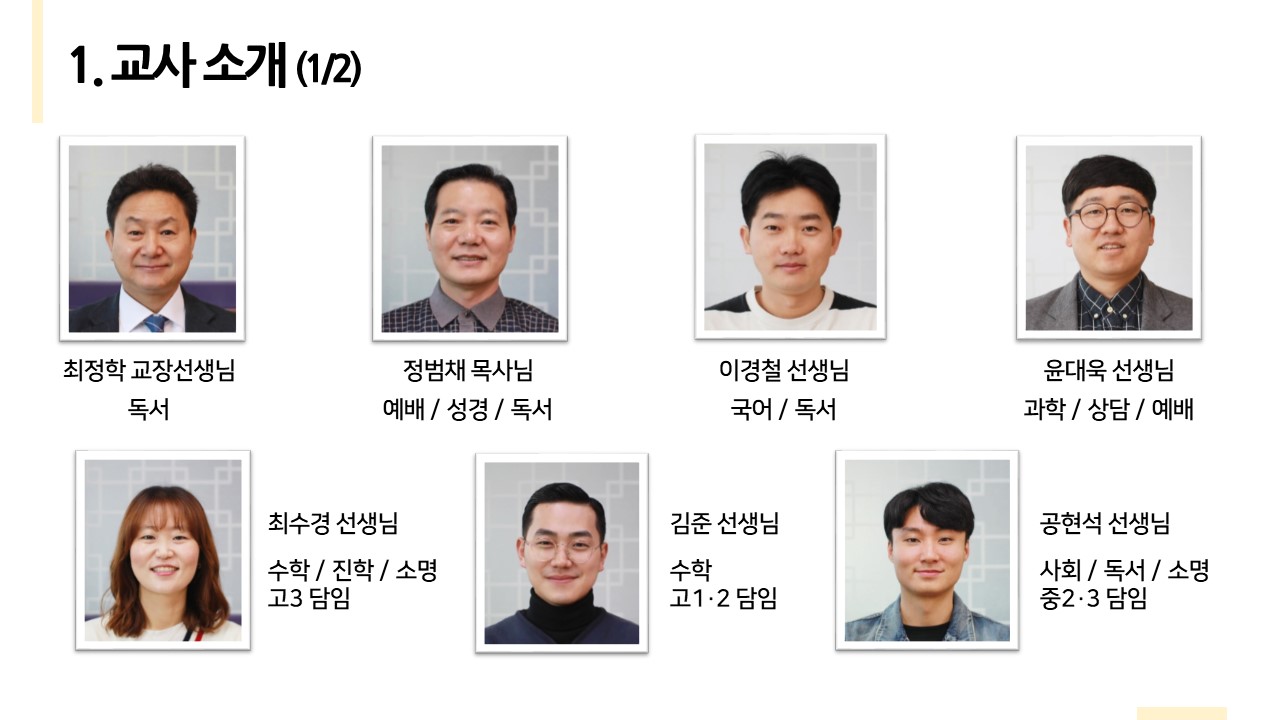 1. 교사 소개 (1/2)
최정학 교장선생님
독서
정범채 목사님
예배 / 성경 / 독서
이경철 선생님
국어 / 독서
윤대욱 선생님
과학 / 상담 / 예배
최수경 선생님
수학 / 진학 / 소명
고3 담임
김준 선생님
수학
고1·2 담임
공현석 선생님
사회 / 독서 / 소명
중2·3 담임